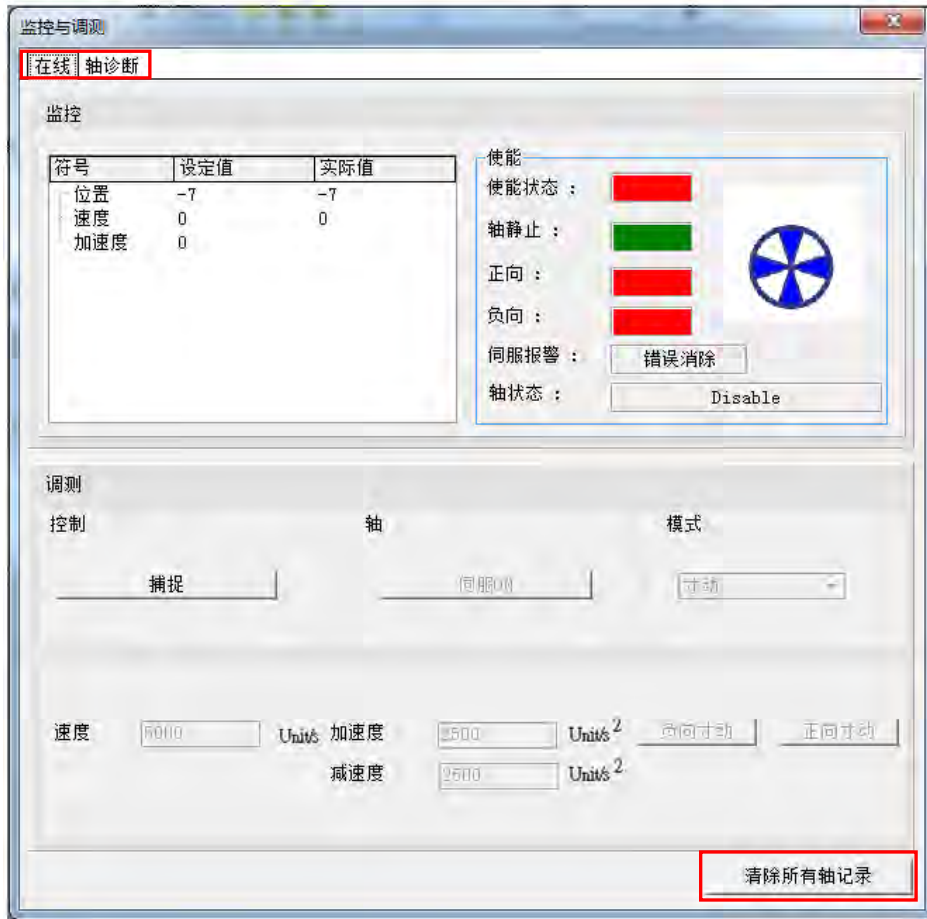 监控与调测
在线 轴诊断
监控
符号 设定值 实际值
位置 -7 -7
速度 0 0
加速度 0
使能
使能状态 :
轴静止 :
正向 :
负向 :
伺服报警 : 错误消除
轴状态 : Disable
调测
控制 轴 模式
捕捉 伺服ON 寸动
速度 5000 Unit/s 加速度 2500 Unit/s 2 负向寸动 正向寸动
减速度 2500 Unit/s 2
清除所有轴记录